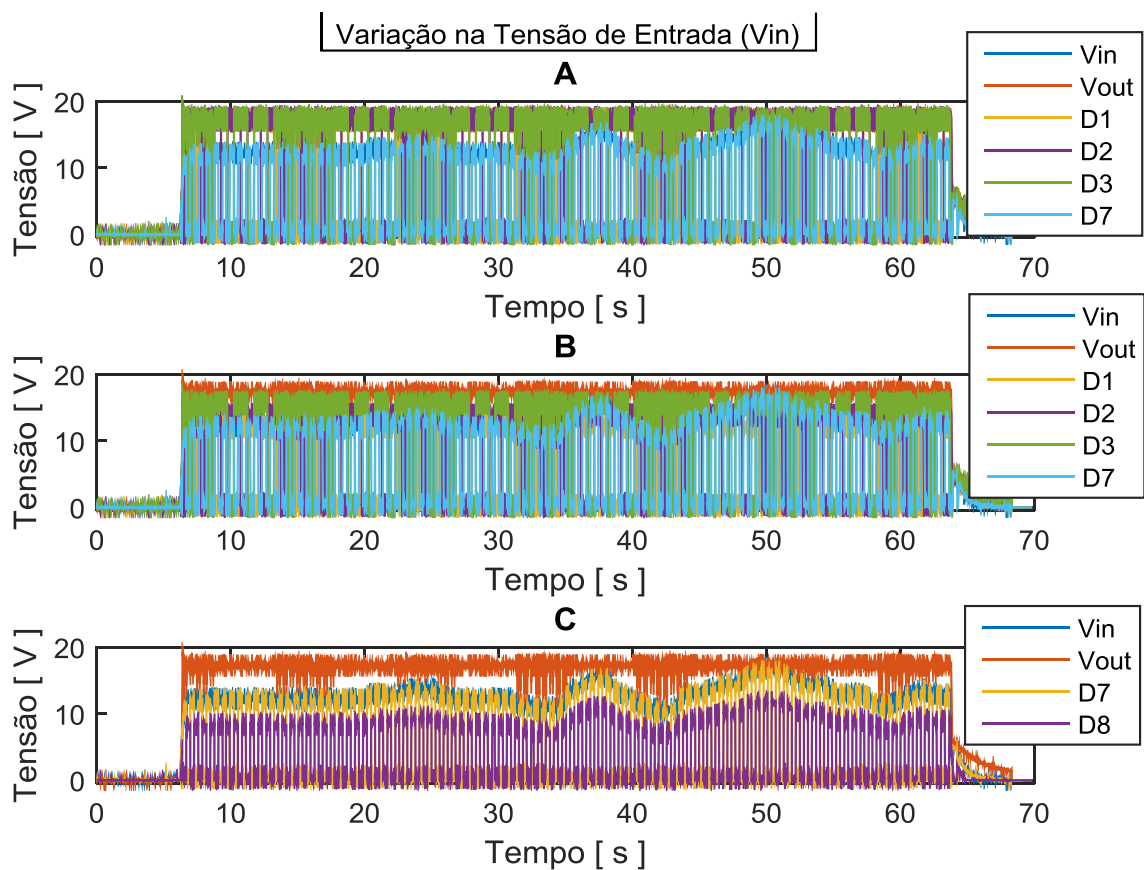 Variação na Tensão de Entrada (Vin)
A
Tensão [ V ]
20
10
0
0 10 20 30 40 50 60 70
Tempo [ s ]
Vin
Vout
D1
D2
D3
D7
B
Tensão [ V ]
20
10
0
0 10 20 30 40 50 60 70
Tempo [ s ]
Vin
Vout
D1
D2
D3
D7
C
Tensão [ V ]
20
10
0
0 10 20 30 40 50 60 70
Tempo [ s ]
Vin
Vout
D7
D8